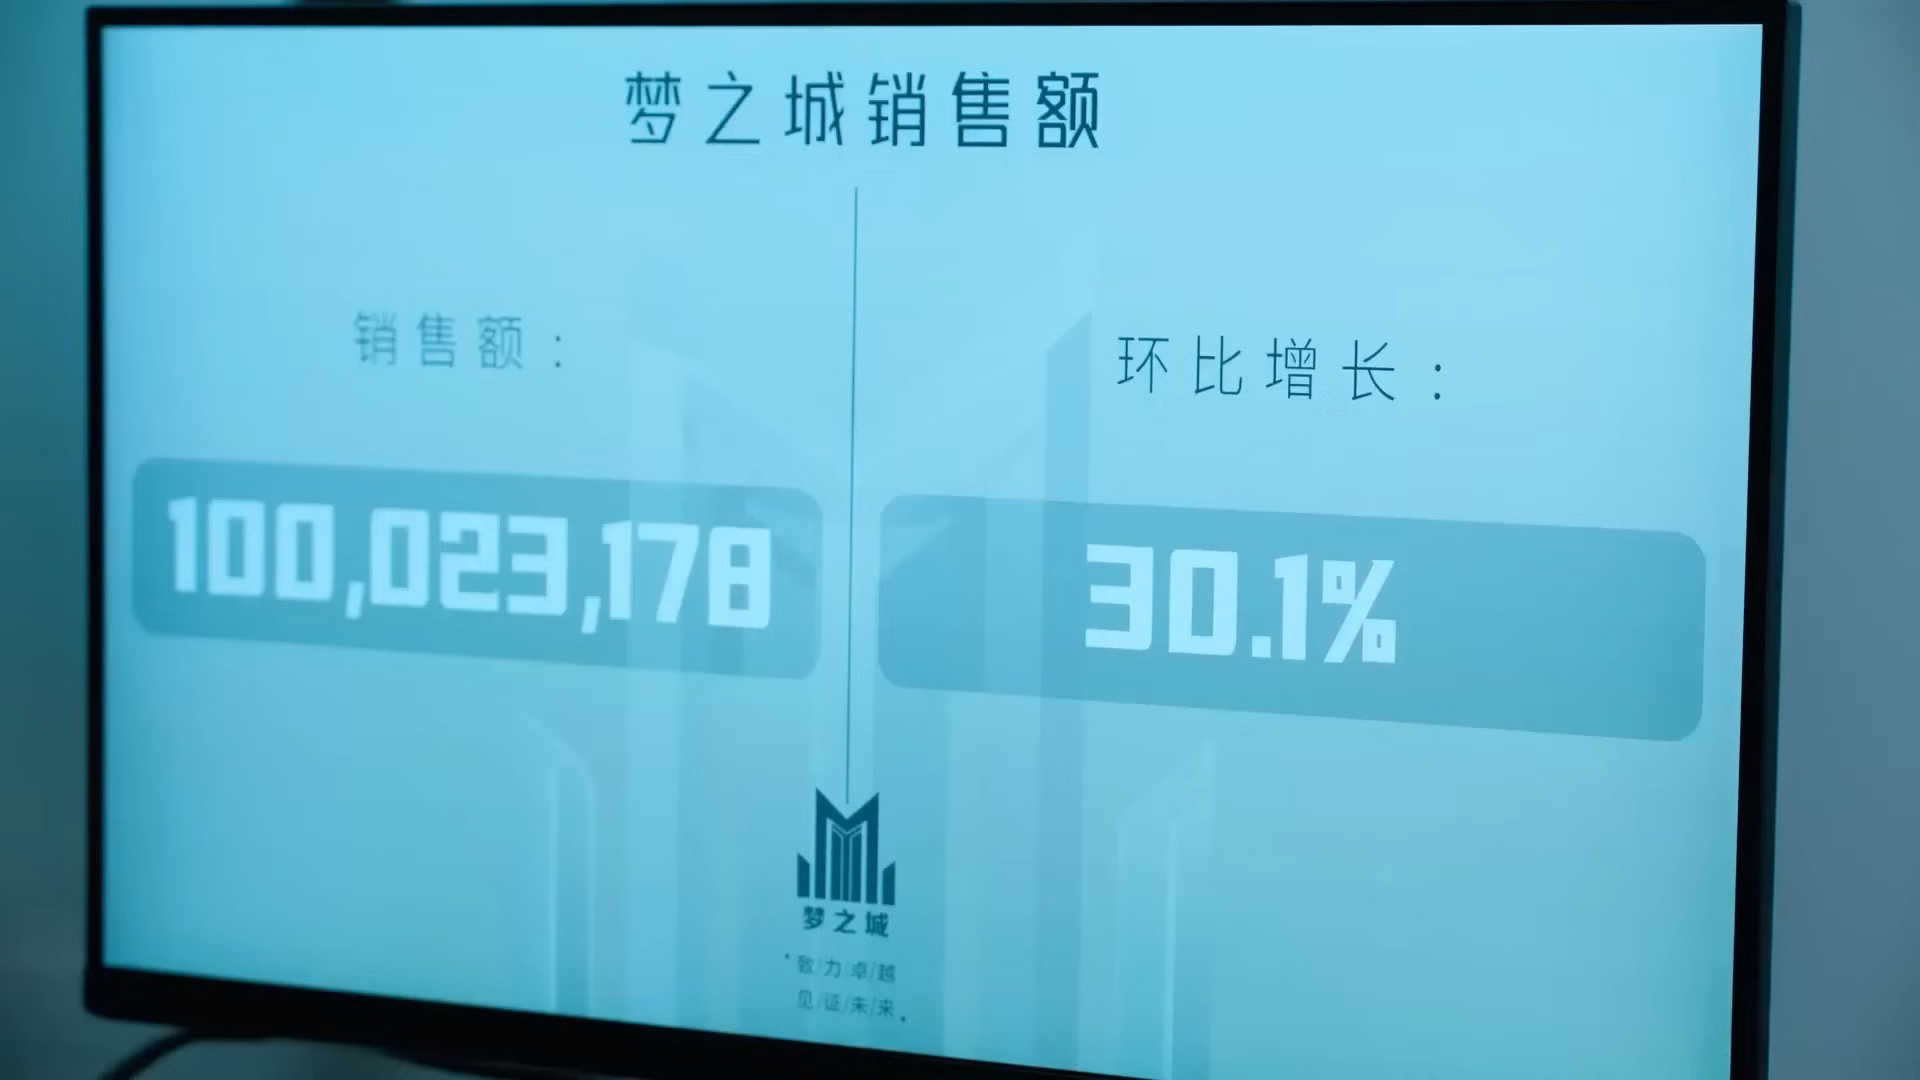 梦之城销售额
销售额：
100,023,178
环比增长：
30.1%
梦之城
致/力/卓/越
见/证/未/来